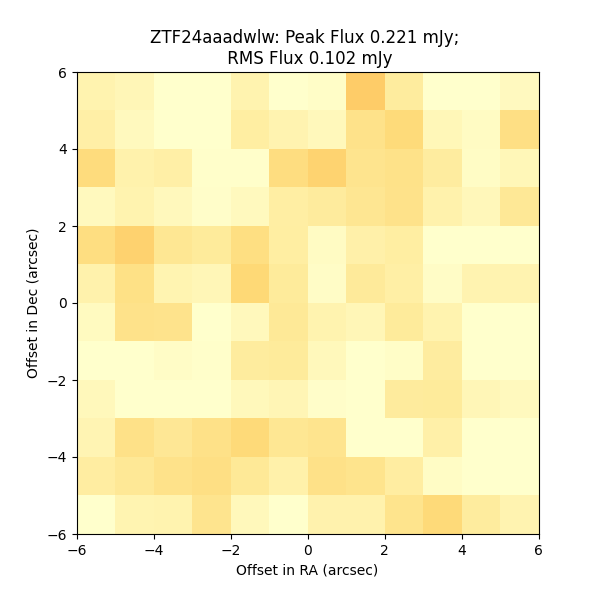 ZTF24aaadwlw: Peak Flux 0.221 mJy;
RMS Flux 0.102 mJy
6
4
2
0
−2
−4
−6
Offset in Dec (arcsec)
−6 −4 −2 0 2 4 6
Offset in RA (arcsec)